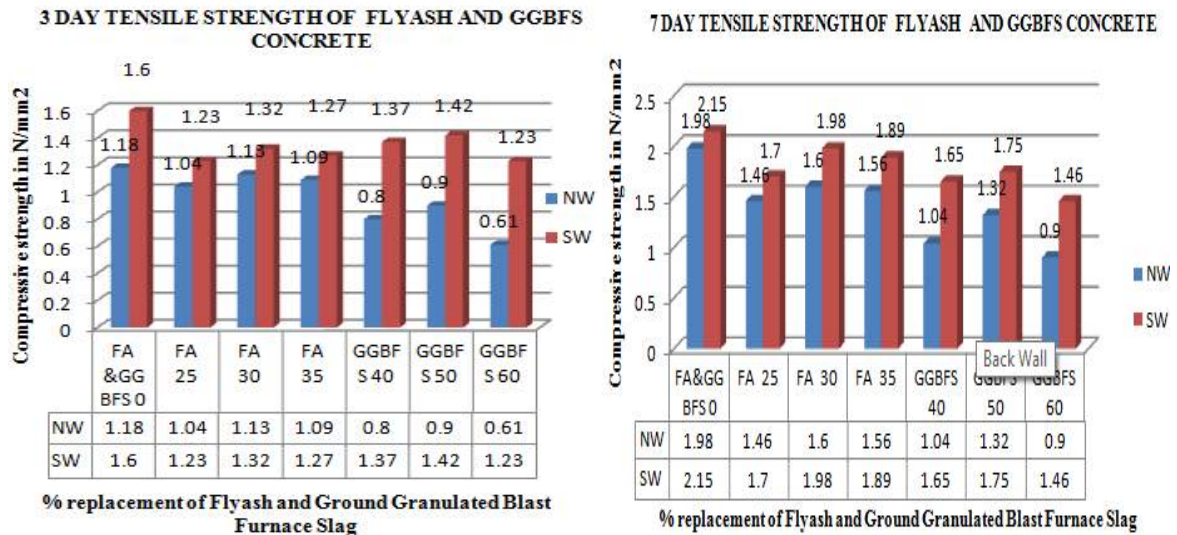 3 DAY TENSILE STRENGTH OF FLYASH AND GGBFS
CONCRETE
Compressive strength in N/mm2
1.6
1.4
1.2
1
0.8
0.6
0.4
0.2
0
1.18
1.6
1.04
1.23
1.13
1.32
1.09
1.27
0.8
1.37
0.9
1.42
0.61
1.23
NW
SW
FA
&GG
BFS 0
FA
25
FA
30
FA
35
GGBF
S 40
GGBF
S 50
GGBF
S 60
NW 1.18 1.04 1.13 1.09 0.8 0.9 0.61
SW 1.6 1.23 1.32 1.27 1.37 1.42 1.23
% replacement of Flyash and Ground Granulated Blast
Furnace Slag
7 DAY TENSILE STRENGTH OF FLYASH AND GGBFS CONCRETE
Compressive strength in N/mm2
2.5
2
1.5
1
0.5
0
1.98
2.15
1.46
1.7
1.6
1.98
1.56
1.89
1.04
1.65
1.32
1.75
0.9
1.46
NW
SW
Back Wall
FA&GG
BFS 0
FA 25
FA 30
FA 35
GGBFS
40
GGBFS
50
GGBFS
60
NW 1.98 1.46 1.6 1.56 1.04 1.32 0.9
SW 2.15 1.7 1.98 1.89 1.65 1.75 1.46
% replacement of Flyash and Ground Granulated Blast Furnace Slag